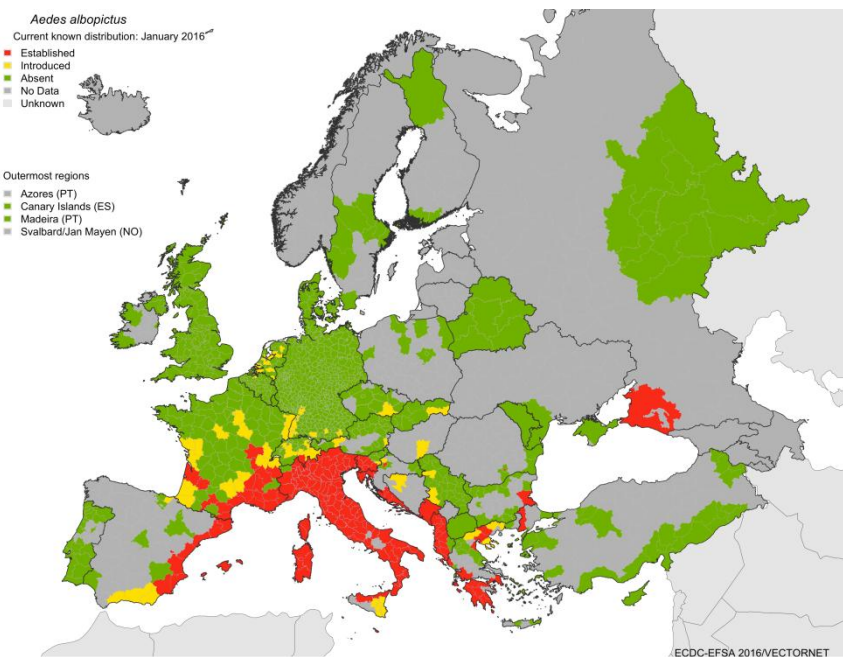 Aedes albopictus
Current known distribution: January 2016
Established
Introduced
Absent
No Data
Unknown
Outermost regions
Azores (PT)
Canary Islands (ES)
Madeira (PT)
Svalbard/Jan Mayen (NO)
ECDC-EFSA 2016/VECTORNET